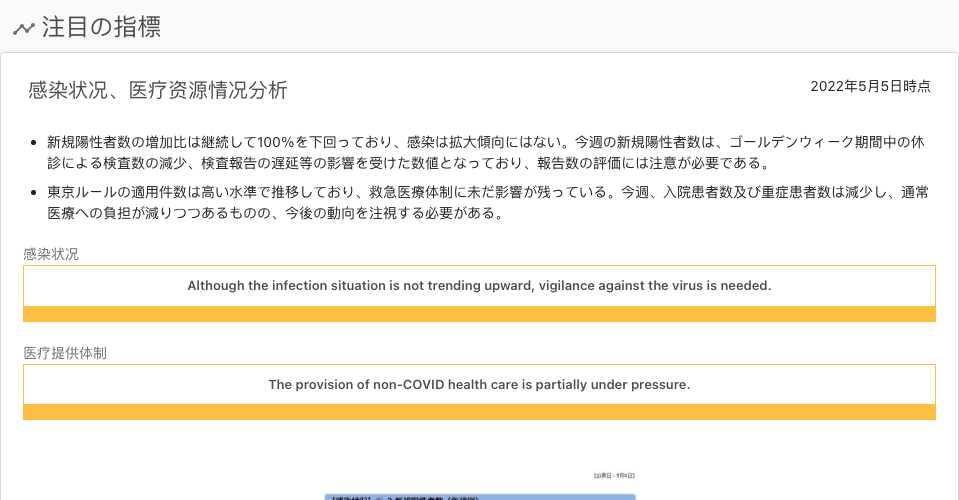 注目の指標
感染状况、医疗资源情况分析
2022年5月5日時点
新規陽性者数の増加比は継続して100%を下回っており、感染は拡大傾向にはない。今週の新規陽性者数は、ゴールデンウィーク期間中の休
診による検査数の減少、検査報告の遅延等の影響を受けた数値となっており、報告数の評価には注意が必要である。
東京ルールの適用件数は高い水準で推移しており、救急医療体制に未だ影響が残っている。今週、入院患者数及び重症患者数は減少し、通常
医療への負担が減りつつあるものの、今後の動向を注視する必要がある。
感染状况
Although the infection situation is not trending upward, vigilance against the virus is needed.
医疗提供体制
The provision of non-COVID health care is partially under pressure.